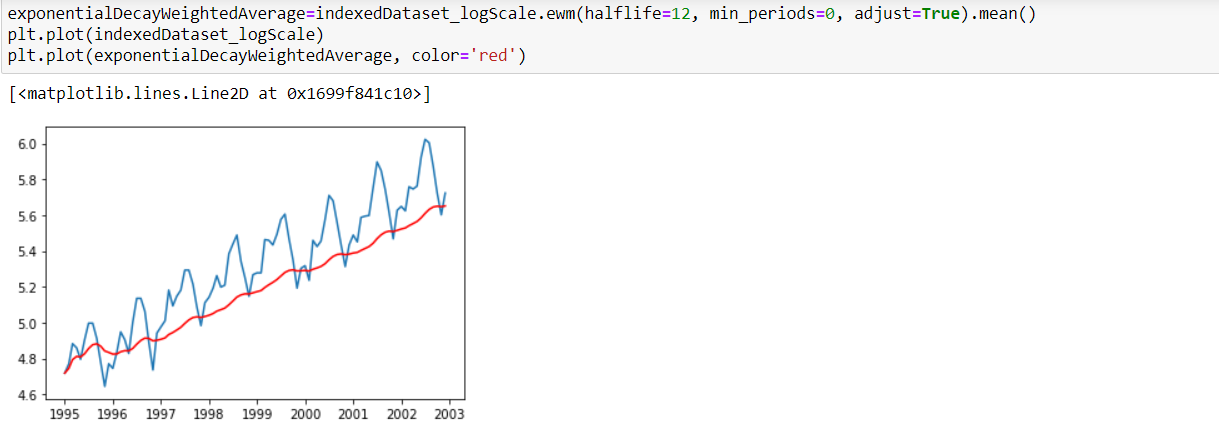 exponentialDecayWeightedAverage=indexedDataset_logScale.ewm(halflife=12, min_periods=0, adjust=True).mean()
plt.plot(indexedDataset_logScale)
plt.plot(exponentialDecayWeightedAverage, color='red')
[<matplotlib.lines.Line2D at 0x1699f841c10>]
6.0
5.8
5.6
5.4
5.2
5.0
4.8
4.6
1995 1996 1997 1998 1999 2000 2001 2002 2003